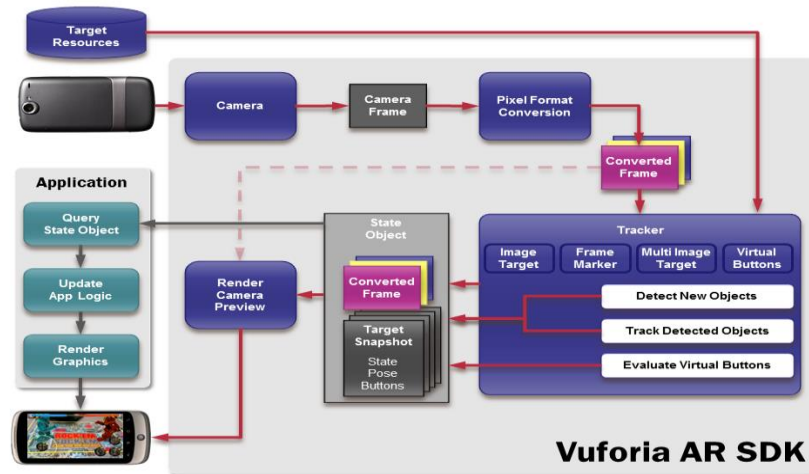 Target
Resources
Camera
Camera
Frame
Pixel Format
Conversion
Converted
Frame
Application
Query
State Object
Update
App Logic
Render
Graphics
Render
Camera
Preview
State
Object
Converted
Frame
Target
Snapshot
State
Pose
Buttons
Tracker
Image
Target
Frame
Marker
Multi Image
Target
Virtual
Buttons
Detect New Objects
Track Detected Objects
Evaluate Virtual Buttons
Vuforia AR SDK